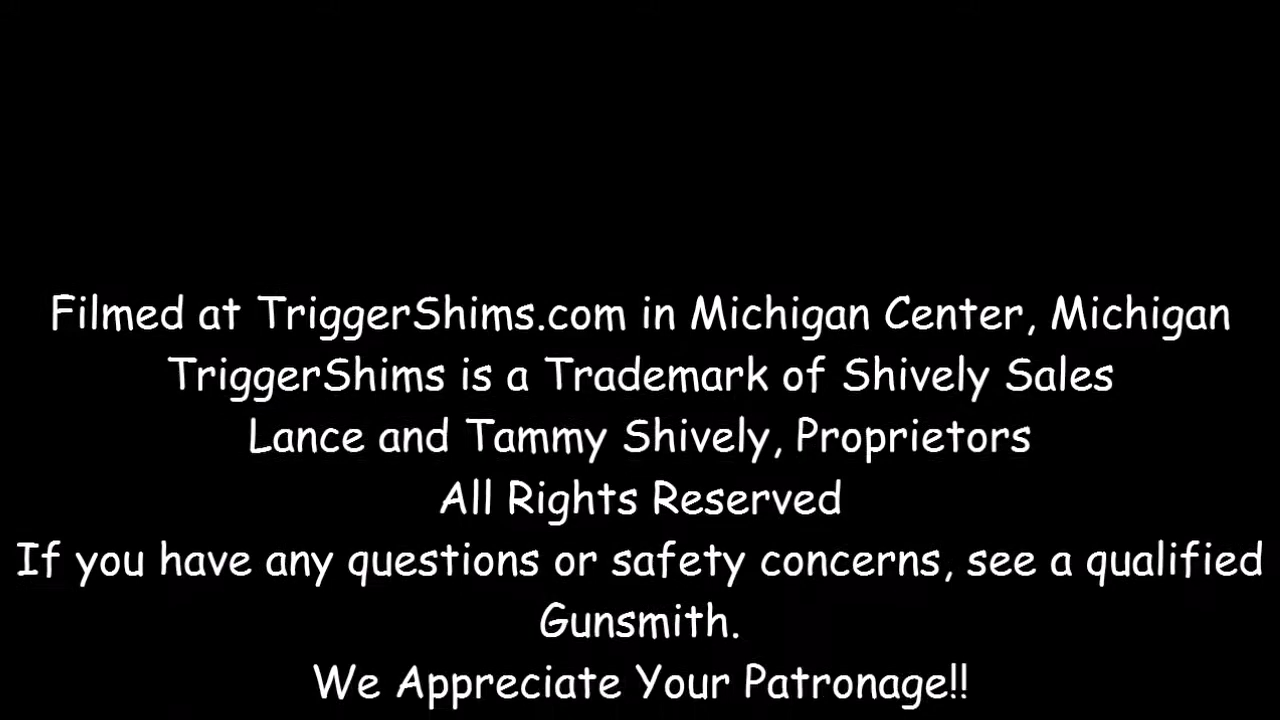 Filmed at TriggerShims.com in Michigan Center, Michigan
TriggerShims is a Trademark of Shively Sales
Lance and Tammy Shively, Proprietors
All Rights Reserved
If you have any questions or safety concerns, see a qualified
Gunsmith.
We Appreciate Your Patronage!!